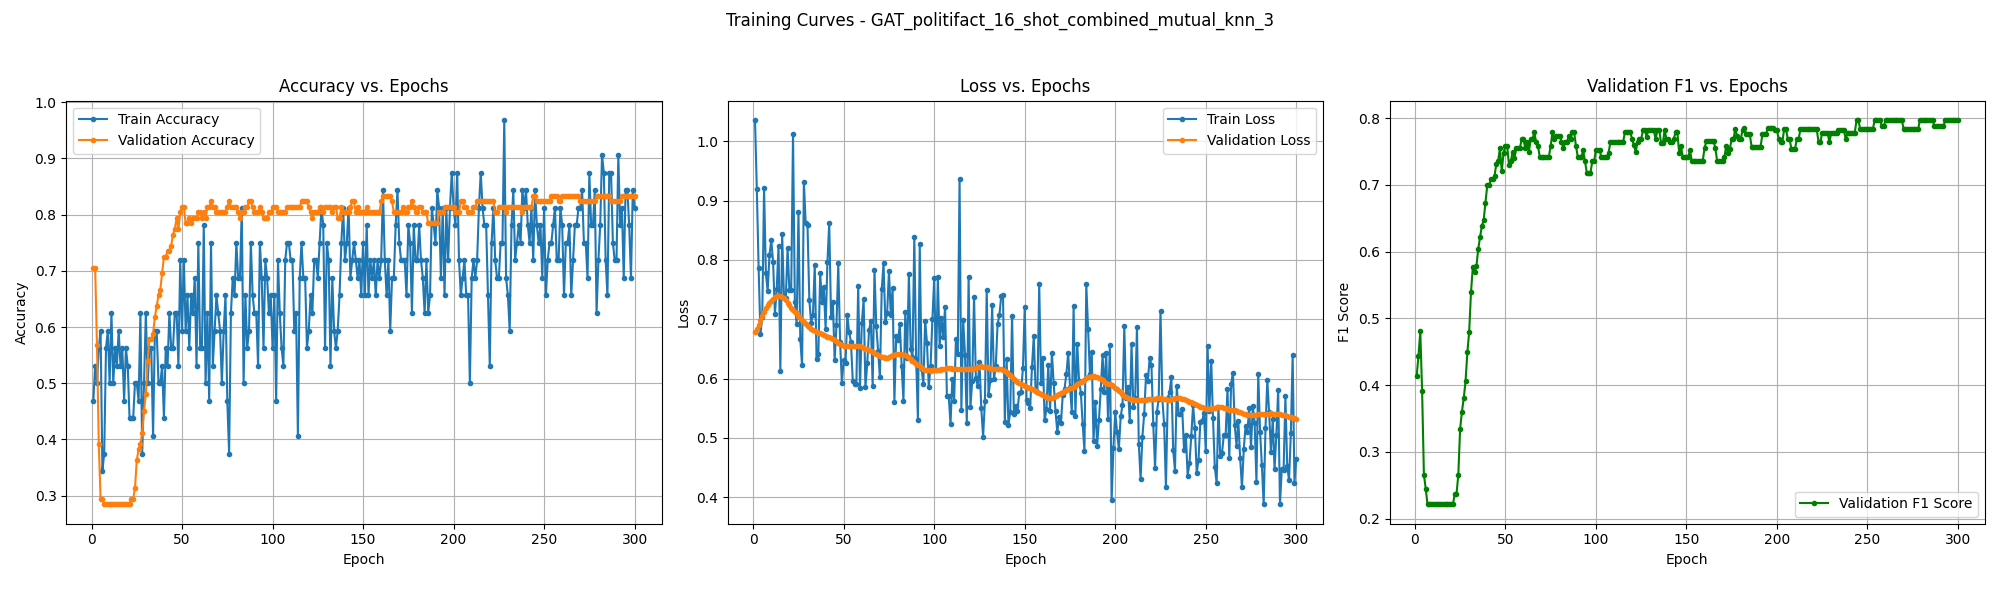 Training Curves - GAT_politifact_16_shot_combined_mutual_knn_3
Accuracy vs. Epochs
Train Accuracy
Validation Accuracy
1.0
0.9
0.8
0.7
0.6
0.5
0.4
0.3
Accuracy
0 50 100 150 200 250 300
Epoch
Loss vs. Epochs
Train Loss
Validation Loss
1.0
0.9
0.8
0.7
0.6
0.5
0.4
Loss
0 50 100 150 200 250 300
Epoch
Validation F1 vs. Epochs
0.8
0.7
0.6
0.5
0.4
0.3
0.2
F1 Score
Validation F1 Score
0 50 100 150 200 250 300
Epoch